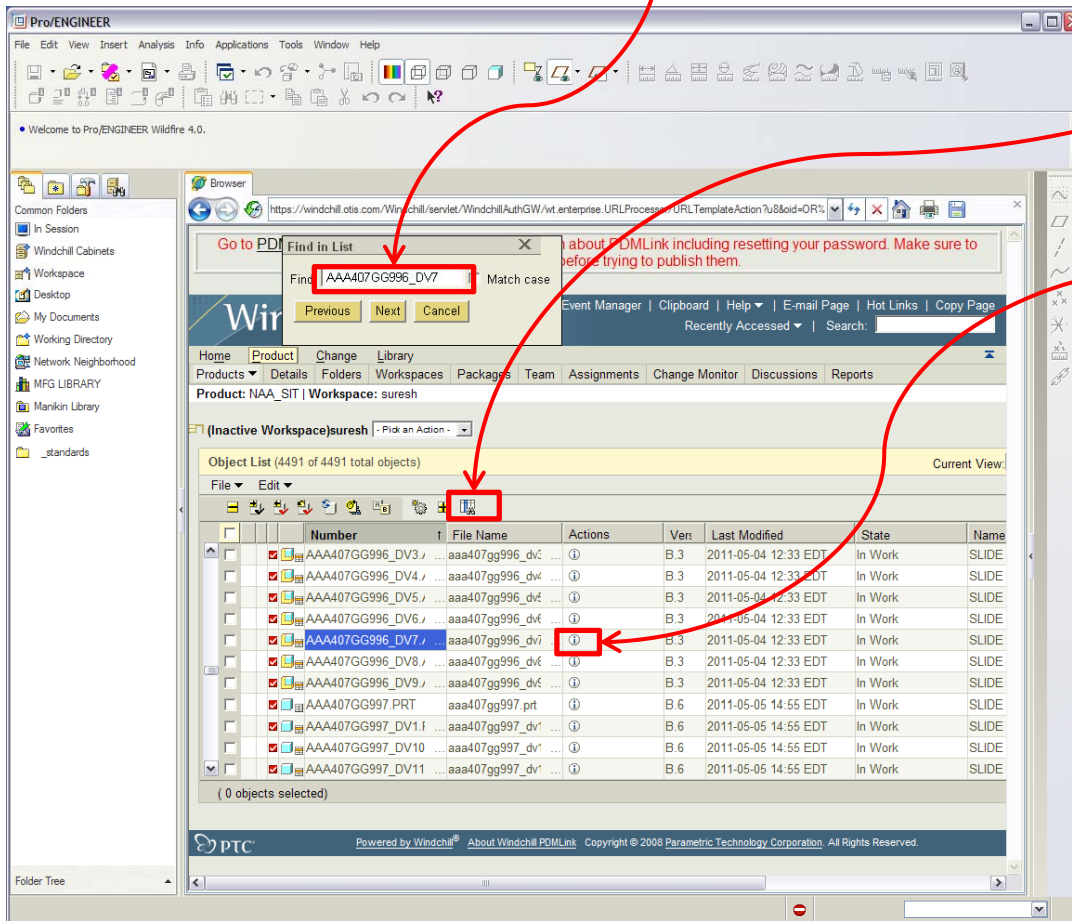 Pro/ENGINEER
File Edit View Insert Analysis Info Applications Tools Window Help
• Welcome to Pro/ENGINEER Wildfire 4.0.
Common Folders
In Session
Windchill Cabinets
Workspace
Desktop
My Documents
Working Directory
Network Neighborhood
MFG LIBRARY
Manikin Library
Favorites
_standards
Folder Tree
Browser
https://windchill.otis.com/Windchill/servlet/WindchillAuthGW/wt.enterprise.URLProcessor/URLTemplateAction?u8&oid=OR%
Go to PDM about PDMLink including resetting your password. Make sure to
before trying to publish them.
Find in List X
Find AAA407GG996_DV7 Match case
Previous Next Cancel
Wir
Event Manager | Clipboard | Help ▾ | E-mail Page | Hot Links | Copy Page
Recently Accessed ▾ | Search:
Home Product Change Library
Products ▾ Details Folders Workspaces Packages Team Assignments Change Monitor Discussions Reports
Product: NAA_SIT | Workspace: suresh
(Inactive Workspace)suresh - Pick an Action -
Object List (4491 of 4491 total objects) Current View:
File ▾ Edit ▾
Number ↑ File Name Actions Vers Last Modified State Name
AAA407GG996_DV3./ ... aaa407gg996_dv3 ... B.3 2011-05-04 12:33 EDT In Work SLIDE
AAA407GG996_DV4./ ... aaa407gg996_dv4 ... B.3 2011-05-04 12:33 EDT In Work SLIDE
AAA407GG996_DV5./ ... aaa407gg996_dv5 ... B.3 2011-05-04 12:33 EDT In Work SLIDE
AAA407GG996_DV6./ ... aaa407gg996_dv6 ... B.3 2011-05-04 12:33 EDT In Work SLIDE
AAA407GG996_DV7./ ... aaa407gg996_dv7 ... B.3 2011-05-04 12:33 EDT In Work SLIDE
AAA407GG996_DV8./ ... aaa407gg996_dv8 ... B.3 2011-05-04 12:33 EDT In Work SLIDE
AAA407GG996_DV9./ ... aaa407gg996_dv9 ... B.3 2011-05-04 12:33 EDT In Work SLIDE
AAA407GG997.PRT aaa407gg997.prt B.6 2011-05-05 14:55 EDT In Work SLIDE
AAA407GG997_DV1.F ... aaa407gg997_dv1 ... B.6 2011-05-05 14:55 EDT In Work SLIDE
AAA407GG997_DV10 ... aaa407gg997_dv1 ... B.6 2011-05-05 14:55 EDT In Work SLIDE
AAA407GG997_DV11 ... aaa407gg997_dv1 ... B.6 2011-05-05 14:55 EDT In Work SLIDE
( 0 objects selected)
PTC Powered by Windchill® About Windchill PDMLink Copyright © 2008 Parametric Technology Corporation. All Rights Reserved.